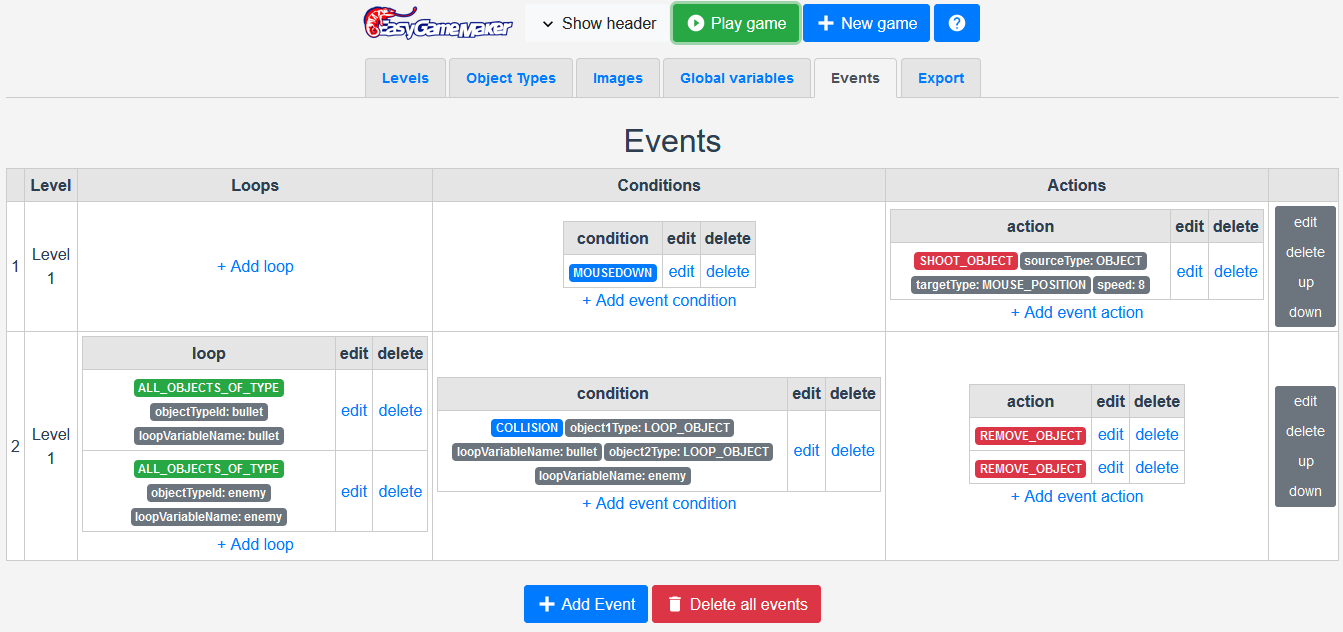 EasyGameMaker Show header Play game + New game ?
Levels Object Types Images Global variables Events Export
Events
Level Loops Conditions Actions
1 Level 1
+ Add loop
condition edit delete
MOUSEDOWN edit delete
+ Add event condition
action edit delete
SHOOT_OBJECT sourceType: OBJECT
targetType: MOUSE_POSITION speed: 8
edit delete
+ Add event action
edit
delete
up
down
2 Level 1
loop edit delete
ALL_OBJECTS_OF_TYPE
objectTypeId: bullet
loopVariableName: bullet
edit delete
ALL_OBJECTS_OF_TYPE
objectTypeId: enemy
loopVariableName: enemy
edit delete
+ Add loop
condition edit delete
COLLISION object1Type: LOOP_OBJECT
loopVariableName: bullet object2Type: LOOP_OBJECT
loopVariableName: enemy
edit delete
+ Add event condition
action edit delete
REMOVE_OBJECT edit delete
REMOVE_OBJECT edit delete
+ Add event action
edit
delete
up
down
+ Add Event Delete all events